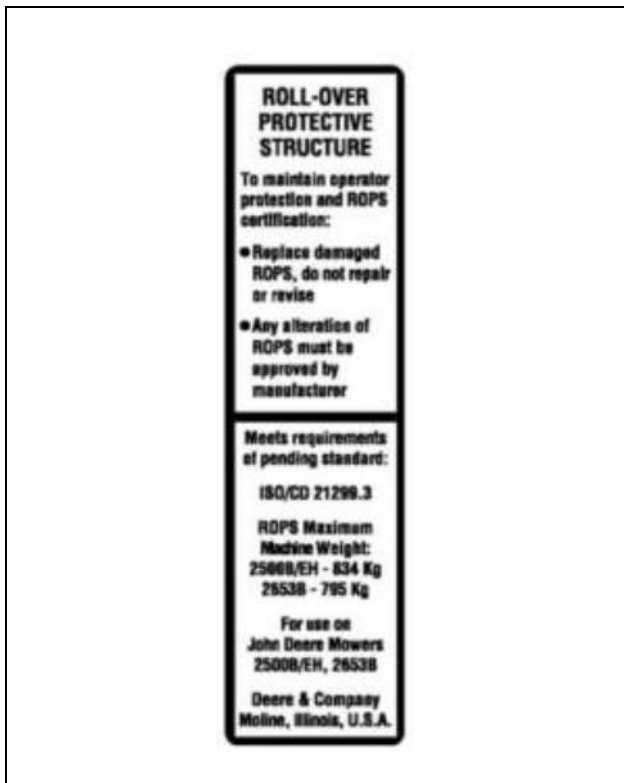 ROLL-OVER
PROTECTIVE
STRUCTURE
To maintain operator
protection and ROPS
certification:
● Replace damaged
ROPS, do not repair
or revise
● Any alteration of
ROPS must be
approved by
manufacturer
Meets requirements
of pending standard:
ISO/CD 21299.3
ROPS Maximum
Machine Weight:
2500B/EH - 834 Kg
2653B - 795 Kg
For use on
John Deere Mowers
2500B/EH, 2653B
Deere & Company
Moline, Illinois, U.S.A.